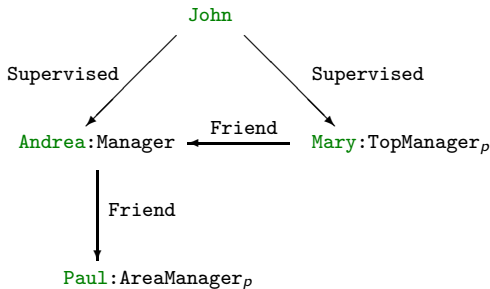 John
Supervised Supervised
Andrea:Manager Friend Mary:TopManager_p
Friend
Paul:AreaManager_p